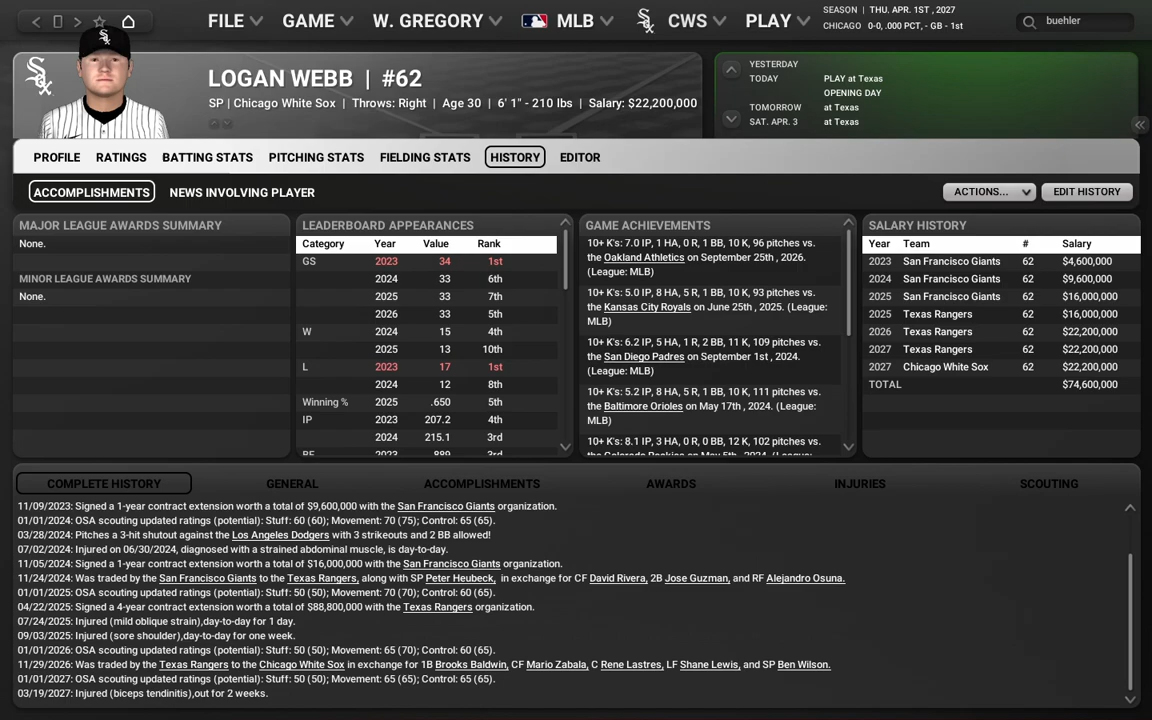 FILE GAME W. GREGORY MLB CWS PLAY
SEASON | THU. APR. 1ST , 2027
CHICAGO 0-0, .000 PCT, - GB - 1st
buehler
LOGAN WEBB | #62
SP | Chicago White Sox | Throws: Right | Age 30 | 6' 1" - 210 lbs | Salary: $22,200,000
YESTERDAY
TODAY PLAY at Texas
OPENING DAY
TOMORROW at Texas
SAT. APR. 3 at Texas
PROFILE RATINGS BATTING STATS PITCHING STATS FIELDING STATS HISTORY EDITOR
ACCOMPLISHMENTS NEWS INVOLVING PLAYER ACTIONS... EDIT HISTORY
MAJOR LEAGUE AWARDS SUMMARY
None.
MINOR LEAGUE AWARDS SUMMARY
None.
LEADERBOARD APPEARANCES
Category Year Value Rank
GS 2023 34 1st
2024 33 6th
2025 33 7th
2026 33 5th
W 2024 15 4th
2025 13 10th
L 2023 17 1st
2024 12 8th
Winning % 2025 .650 5th
IP 2023 207.2 4th
2024 215.1 3rd
BF 2023 889 3rd
GAME ACHIEVEMENTS
10+ K's: 7.0 IP, 1 HA, 0 R, 1 BB, 10 K, 96 pitches vs.
the Oakland Athletics on September 25th , 2026.
(League: MLB)
10+ K's: 5.0 IP, 8 HA, 5 R, 1 BB, 10 K, 93 pitches vs.
the Kansas City Royals on June 25th , 2025. (League:
MLB)
10+ K's: 6.2 IP, 5 HA, 1 R, 2 BB, 11 K, 109 pitches vs.
the San Diego Padres on September 1st , 2024.
(League: MLB)
10+ K's: 5.2 IP, 8 HA, 5 R, 1 BB, 10 K, 111 pitches vs.
the Baltimore Orioles on May 17th , 2024. (League:
MLB)
10+ K's: 8.1 IP, 3 HA, 0 R, 0 BB, 12 K, 102 pitches vs.
the Colorado Rockies on May 5th , 2024. (League:
SALARY HISTORY
Year Team # Salary
2023 San Francisco Giants 62 $4,600,000
2024 San Francisco Giants 62 $9,600,000
2025 San Francisco Giants 62 $16,000,000
2025 Texas Rangers 62 $16,000,000
2026 Texas Rangers 62 $22,200,000
2027 Texas Rangers 62 $22,200,000
2027 Chicago White Sox 62 $22,200,000
TOTAL $74,600,000
COMPLETE HISTORY GENERAL ACCOMPLISHMENTS AWARDS INJURIES SCOUTING
11/09/2023: Signed a 1-year contract extension worth a total of $9,600,000 with the San Francisco Giants organization.
01/01/2024: OSA scouting updated ratings (potential): Stuff: 60 (60); Movement: 70 (75); Control: 65 (65).
03/28/2024: Pitches a 3-hit shutout against the Los Angeles Dodgers with 3 strikeouts and 2 BB allowed!
07/02/2024: Injured on 06/30/2024, diagnosed with a strained abdominal muscle, is day-to-day.
11/05/2024: Signed a 1-year contract extension worth a total of $16,000,000 with the San Francisco Giants organization.
11/24/2024: Was traded by the San Francisco Giants to the Texas Rangers, along with SP Peter Heubeck, in exchange for CF David Rivera, 2B Jose Guzman, and RF Alejandro Osuna.
01/01/2025: OSA scouting updated ratings (potential): Stuff: 50 (50); Movement: 70 (70); Control: 60 (65).
04/22/2025: Signed a 4-year contract extension worth a total of $88,800,000 with the Texas Rangers organization.
07/24/2025: Injured (mild oblique strain),day-to-day for 1 day.
09/03/2025: Injured (sore shoulder),day-to-day for one week.
01/01/2026: OSA scouting updated ratings (potential): Stuff: 50 (50); Movement: 65 (70); Control: 60 (65).
11/29/2026: Was traded by the Texas Rangers to the Chicago White Sox in exchange for 1B Brooks Baldwin, CF Mario Zabala, C Rene Lastres, LF Shane Lewis, and SP Ben Wilson.
01/01/2027: OSA scouting updated ratings (potential): Stuff: 50 (50); Movement: 65 (65); Control: 65 (65).
03/19/2027: Injured (biceps tendinitis),out for 2 weeks.